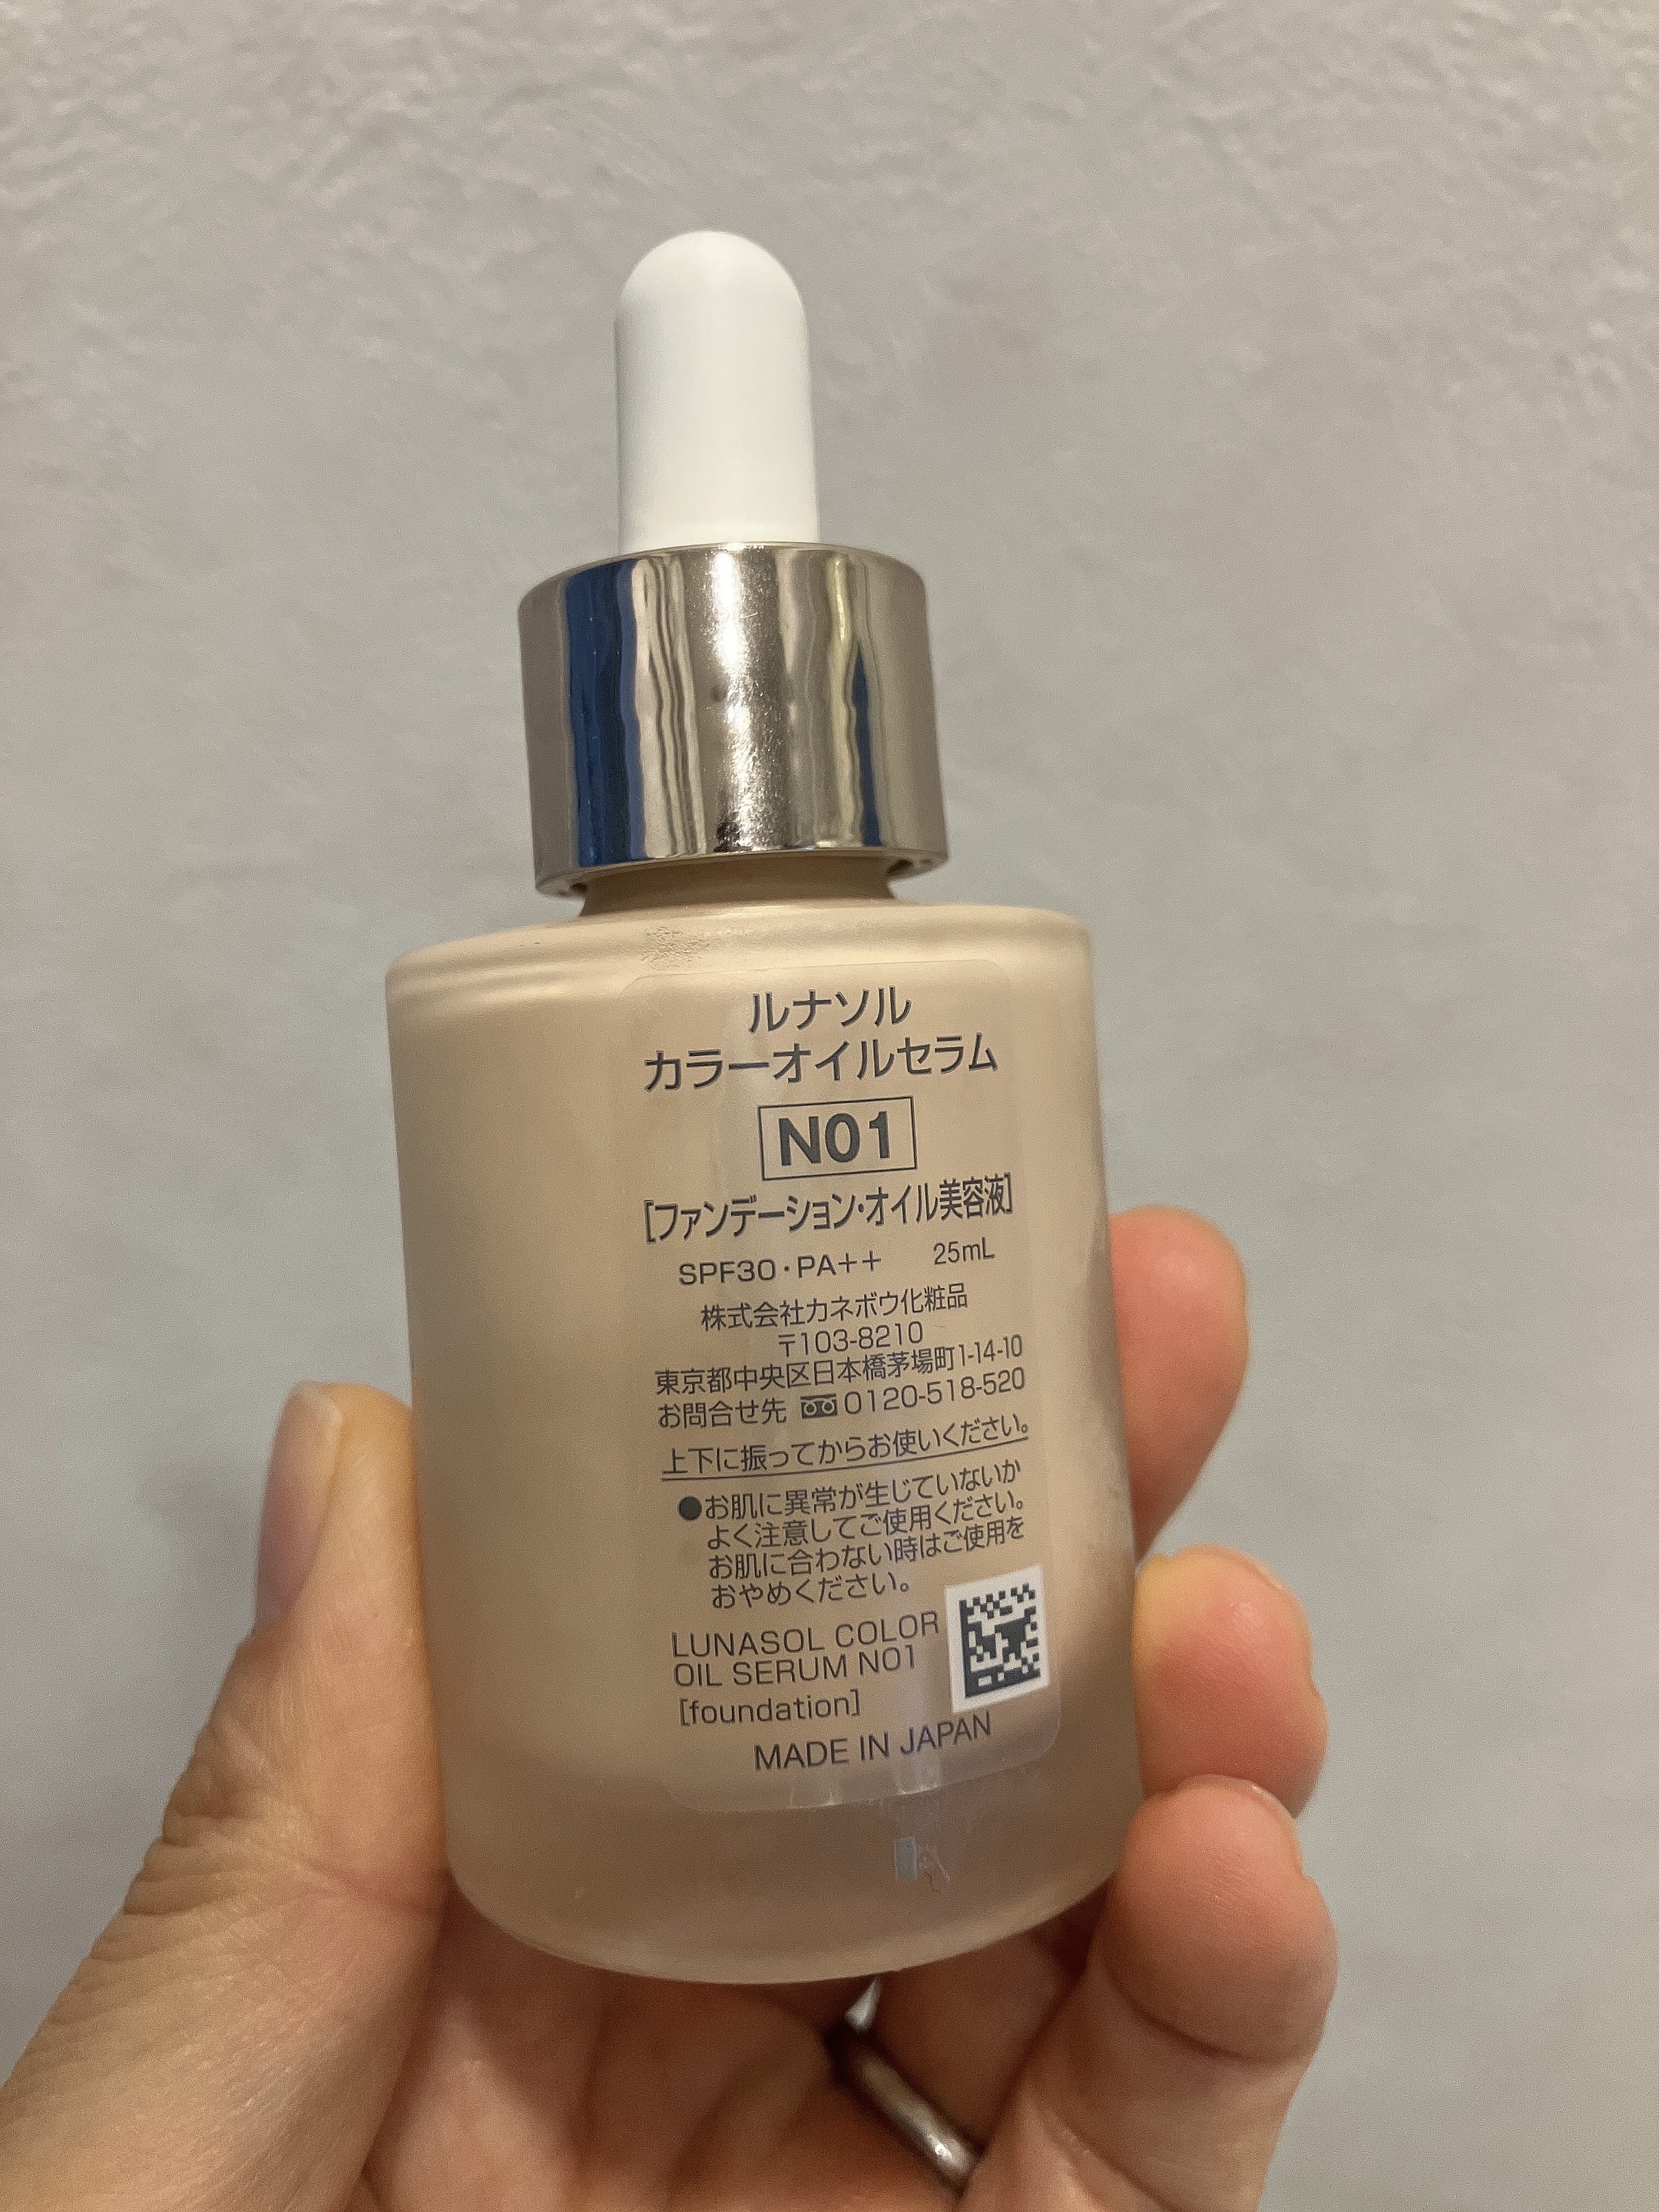 ルナソル
カラーオイルセラム
N01
[ファンデーション・オイル美容液]
SPF30・PA++ 25mL
株式会社カネボウ化粧品
〒103-8210
東京都中央区日本橋茅場町1-14-10
お問合せ先 0120-518-520
上下に振ってからお使いください。
●お肌に異常が生じていないか
よく注意してご使用ください。
お肌に合わない時はご使用を
おやめください。
LUNASOL COLOR
OIL SERUM N01
[foundation]
MADE IN JAPAN